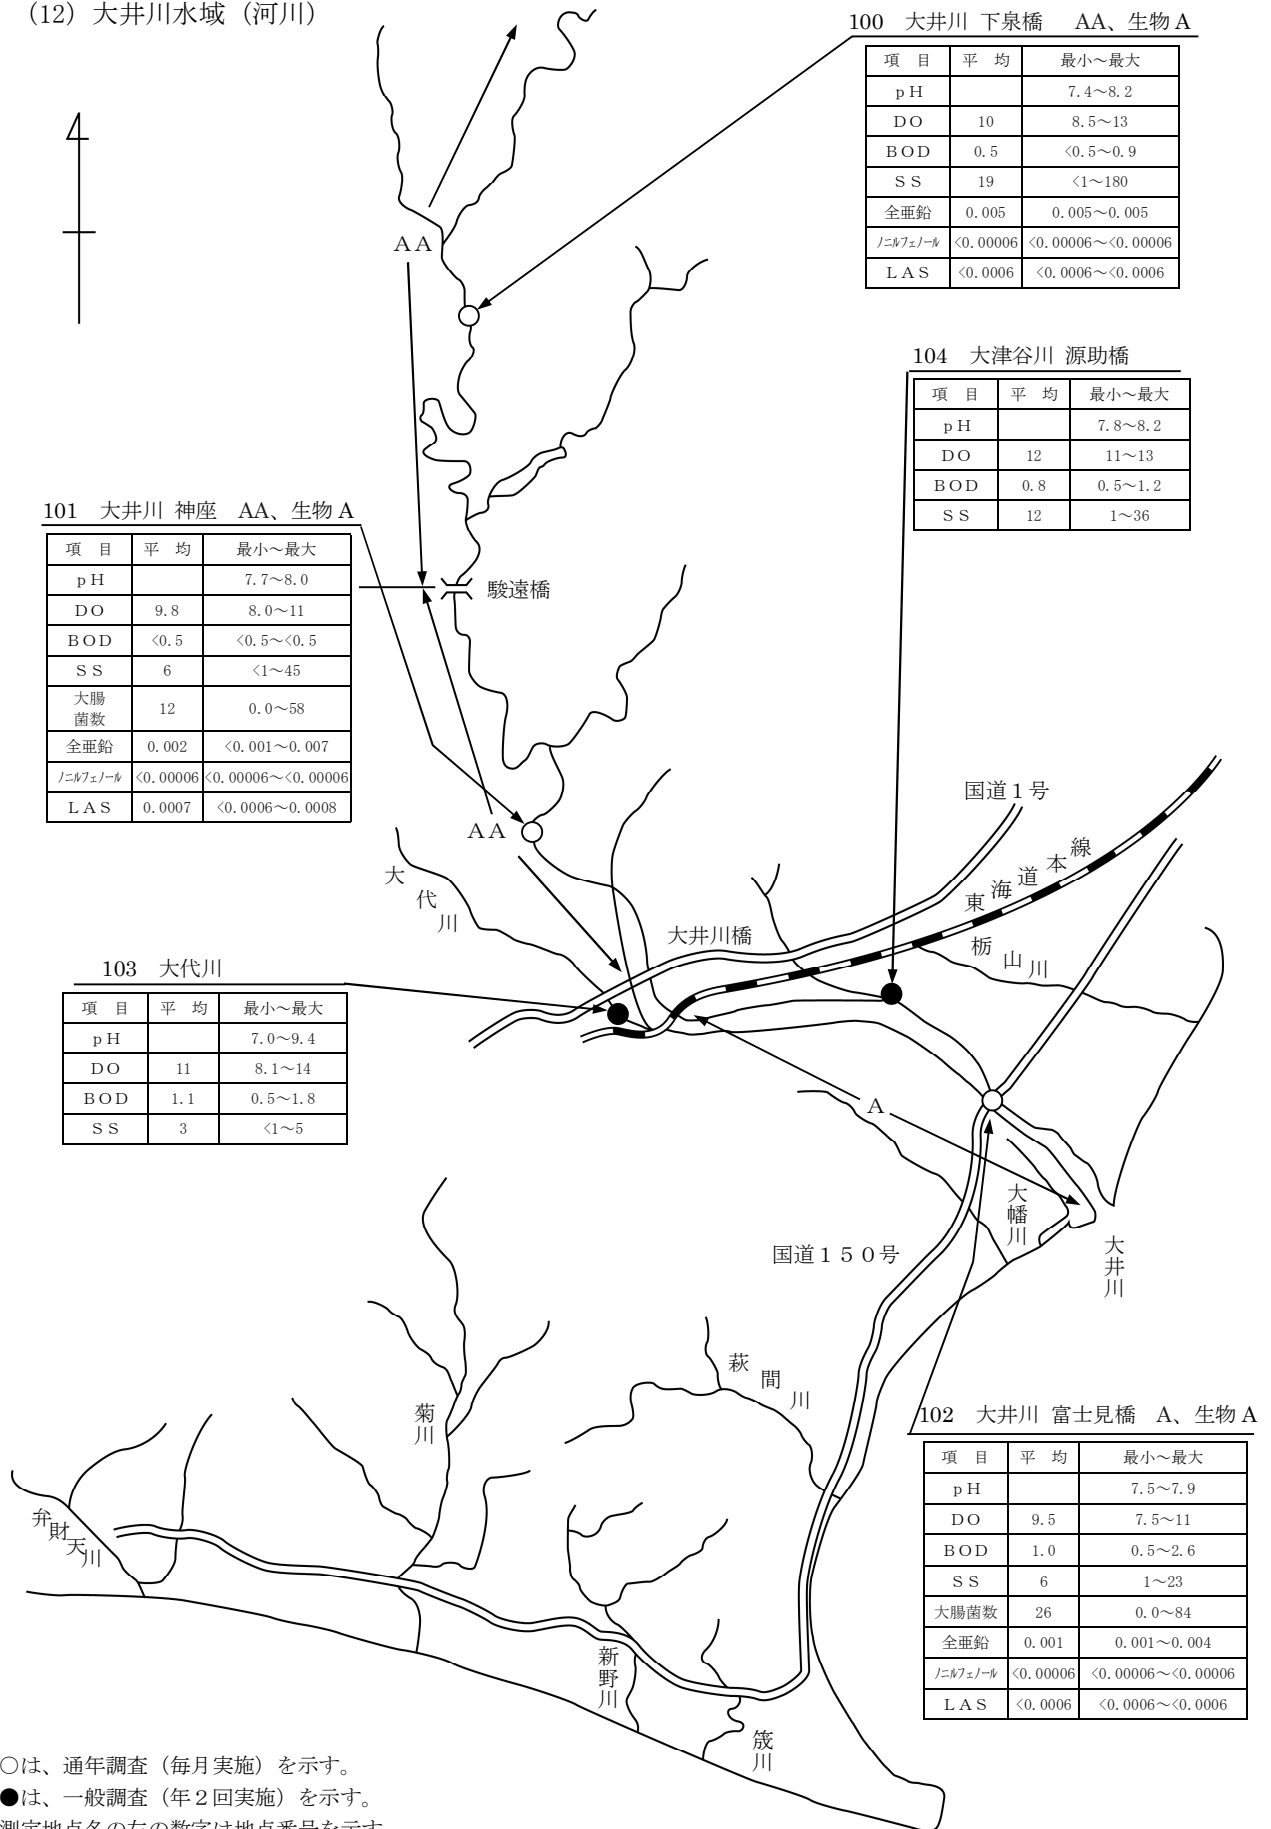 (12) 大井川水域（河川）
100 大井川 下泉橋 AA、生物A
項 目 平 均 最小～最大
pH 7.4～8.2
DO 10 8.5～13
BOD 0.5 <0.5～0.9
SS 19 <1～180
全亜鉛 0.005 0.005～0.005
ﾉﾆﾙﾌｪﾉｰﾙ <0.00006 <0.00006～<0.00006
LAS <0.0006 <0.0006～<0.0006
AA
104 大津谷川 源助橋
項 目 平 均 最小～最大
pH 7.8～8.2
DO 12 11～13
BOD 0.8 0.5～1.2
SS 12 1～36
101 大井川 神座 AA、生物A
項 目 平 均 最小～最大
pH 7.7～8.0
DO 9.8 8.0～11
BOD <0.5 <0.5～<0.5
SS 6 <1～45
大腸
菌数 12 0.0～58
全亜鉛 0.002 <0.001～0.007
ﾉﾆﾙﾌｪﾉｰﾙ <0.00006 <0.00006～<0.00006
LAS 0.0007 <0.0006～0.0008
駿遠橋
AA
国道1号
東海道本線
大代川
大井川橋
栃山川
103 大代川
項 目 平 均 最小～最大
pH 7.0～9.4
DO 11 8.1～14
BOD 1.1 0.5～1.8
SS 3 <1～5
A
大幡川
大井川
国道１５０号
萩間川
菊川
102 大井川 富士見橋 A、生物A
項 目 平 均 最小～最大
pH 7.5～7.9
DO 9.5 7.5～11
BOD 1.0 0.5～2.6
SS 6 1～23
大腸菌数 26 0.0～84
全亜鉛 0.001 0.001～0.004
ﾉﾆﾙﾌｪﾉｰﾙ <0.00006 <0.00006～<0.00006
LAS <0.0006 <0.0006～<0.0006
弁財天川
新野川
筬川
○は、通年調査（毎月実施）を示す。
●は、一般調査（年２回実施）を示す。
測定地点名の左の数字は地点番号を示す